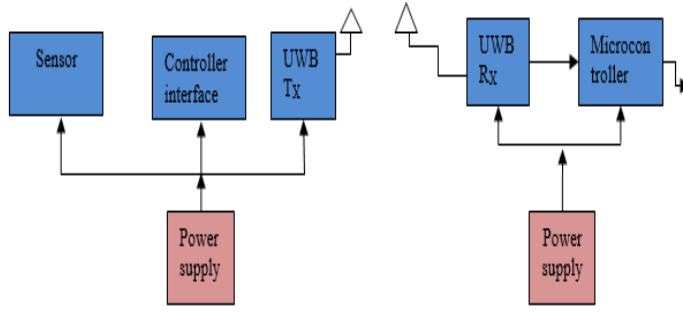 Sensor
Controller
interface
UWB
Tx
UWB
Rx
Microcon
troller
Power
supply
Power
supply